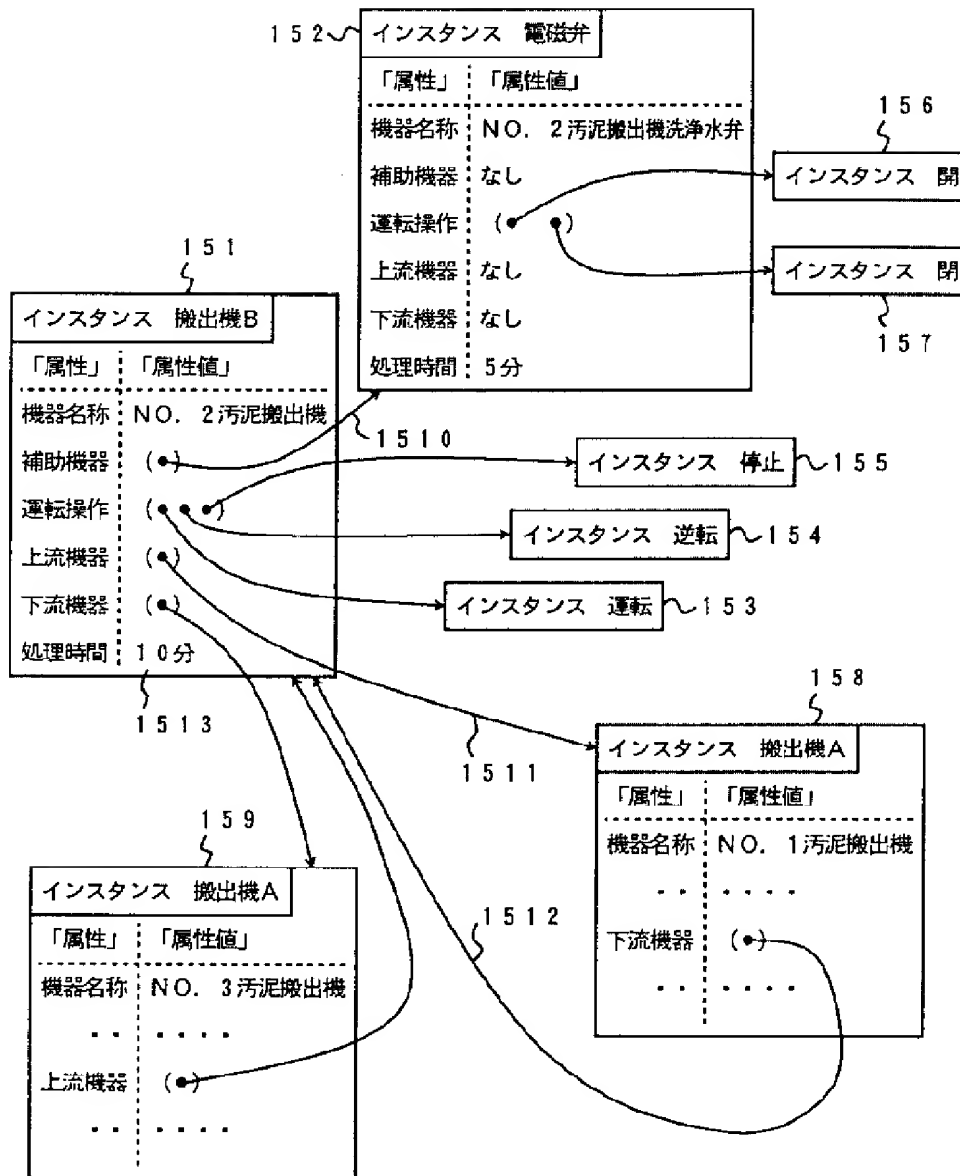 152
インスタンス 電磁弁
「属性」 「属性値」
機器名称 NO. 2汚泥搬出機洗浄水弁
補助機器 なし
運転操作 (● ●)
上流機器 なし
下流機器 なし
処理時間 5分
156
インスタンス 開
インスタンス 閉
157
151
インスタンス 搬出機B
「属性」 「属性値」
機器名称 NO. 2汚泥搬出機
補助機器 (●)
運転操作 (● ● ●)
上流機器 (●)
下流機器 (●)
処理時間 10分
1513
1510
インスタンス 停止 155
インスタンス 逆転 154
インスタンス 運転 153
1511
158
インスタンス 搬出機A
「属性」 「属性値」
機器名称 NO. 1汚泥搬出機
・・ ・・・・
下流機器 (●)
・・ ・・・・
1512
159
インスタンス 搬出機A
「属性」 「属性値」
機器名称 NO. 3汚泥搬出機
・・ ・・・・
上流機器 (●)
・・ ・・・・